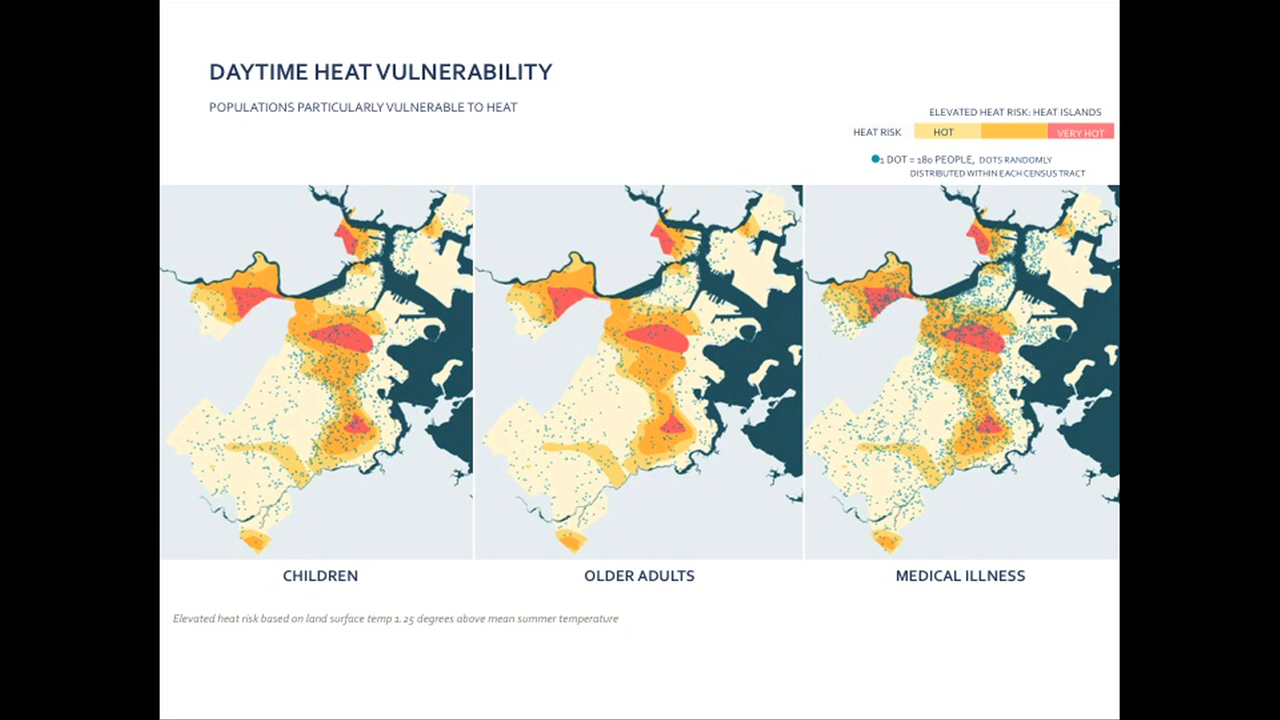 DAYTIME HEAT VULNERABILITY
POPULATIONS PARTICULARLY VULNERABLE TO HEAT
ELEVATED HEAT RISK: HEAT ISLANDS
HEAT RISK HOT VERY HOT
1 DOT = 180 PEOPLE, DOTS RANDOMLY
DISTRIBUTED WITHIN EACH CENSUS TRACT
CHILDREN OLDER ADULTS MEDICAL ILLNESS
Elevated heat risk based on land surface temp 1.25 degrees above mean summer temperature